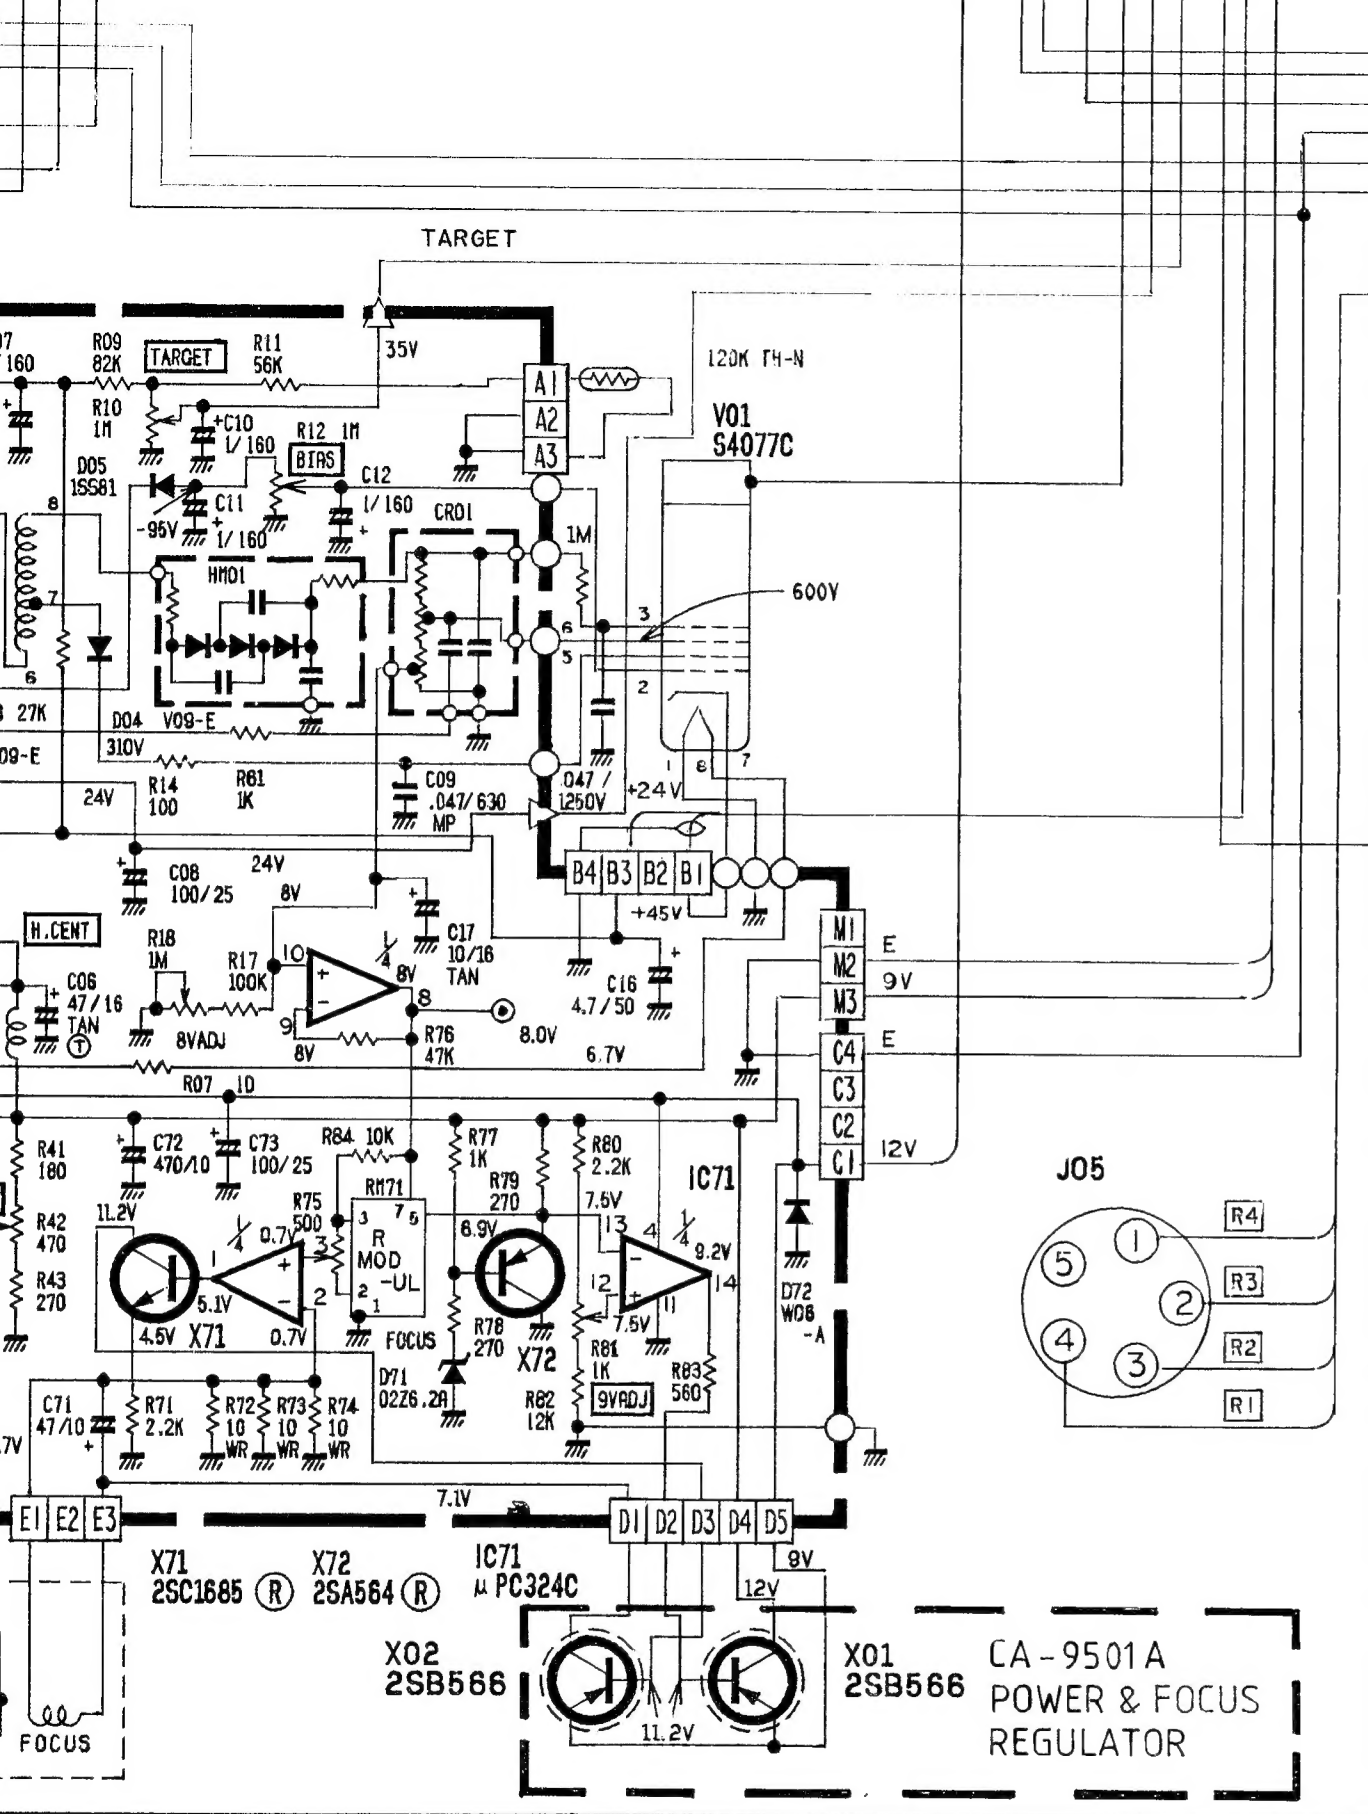 TARGET
160
R09
82K
TARGET
R11
56K
35V
120K TH-N
A1
A2
A3
R10
1M
+
+
C10
1/160
R12 1M
BIAS
V01
S4077C
D05
1SS81
C12
1/160
+
C11
+
1/160
-95V
CR01
8
1M
HM01
7
600V
3
6
5
6
2
27K
D04
V09-E
310V
09-E
1
8
7
R14
100
R61
1K
C09
.047/630
MP
.047/
1250V
+24V
24V
+
C08
100/25
24V
8V
B4 B3 B2 B1
+45V
+
C17
10/16
TAN
H.CENT
R18
1M
R17
100K
10
+
-
1/4
8V
9
8
8V
M1
M2
M3
E
9V
C06
47/16
TAN
T
+
C16
4.7/50
+
8VADJ
R76
47K
8.0V
6.7V
C4
C3
C2
C1
E
12V
R07 10
R41
180
+
C72
470/10
+
C73
100/25
R84 10K
R77
1K
R80
2.2K
IC71
J05
R79
270
RM71
R75
500
3
7 5
R
MOD
-UL
2
1
11.2V
R42
470
1/4
0.7V
1
3
+
-
2
6.9V
7.5V
13
4
1/4
9.2V
-
+
14
12
11
7.5V
R43
270
5.1V
4.5V
X71
0.7V
FOCUS
R78
270
X72
R81
1K
D72
W06
-A
5
1
2
4
3
R4
R3
R2
R1
D71
02Z6.2A
R83
560
R82
12K
9VADJ
C71
47/10
+
R71
2.2K
R72
10
WR
R73
10
WR
R74
10
WR
7.1V
E1 E2 E3
D1 D2 D3 D4 D5
X71
2SC1685 R
X72
2SA564 R
IC71
μPC324C
9V
12V
X02
2SB566
X01
2SB566
11.2V
CA-9501A
POWER & FOCUS
REGULATOR
FOCUS